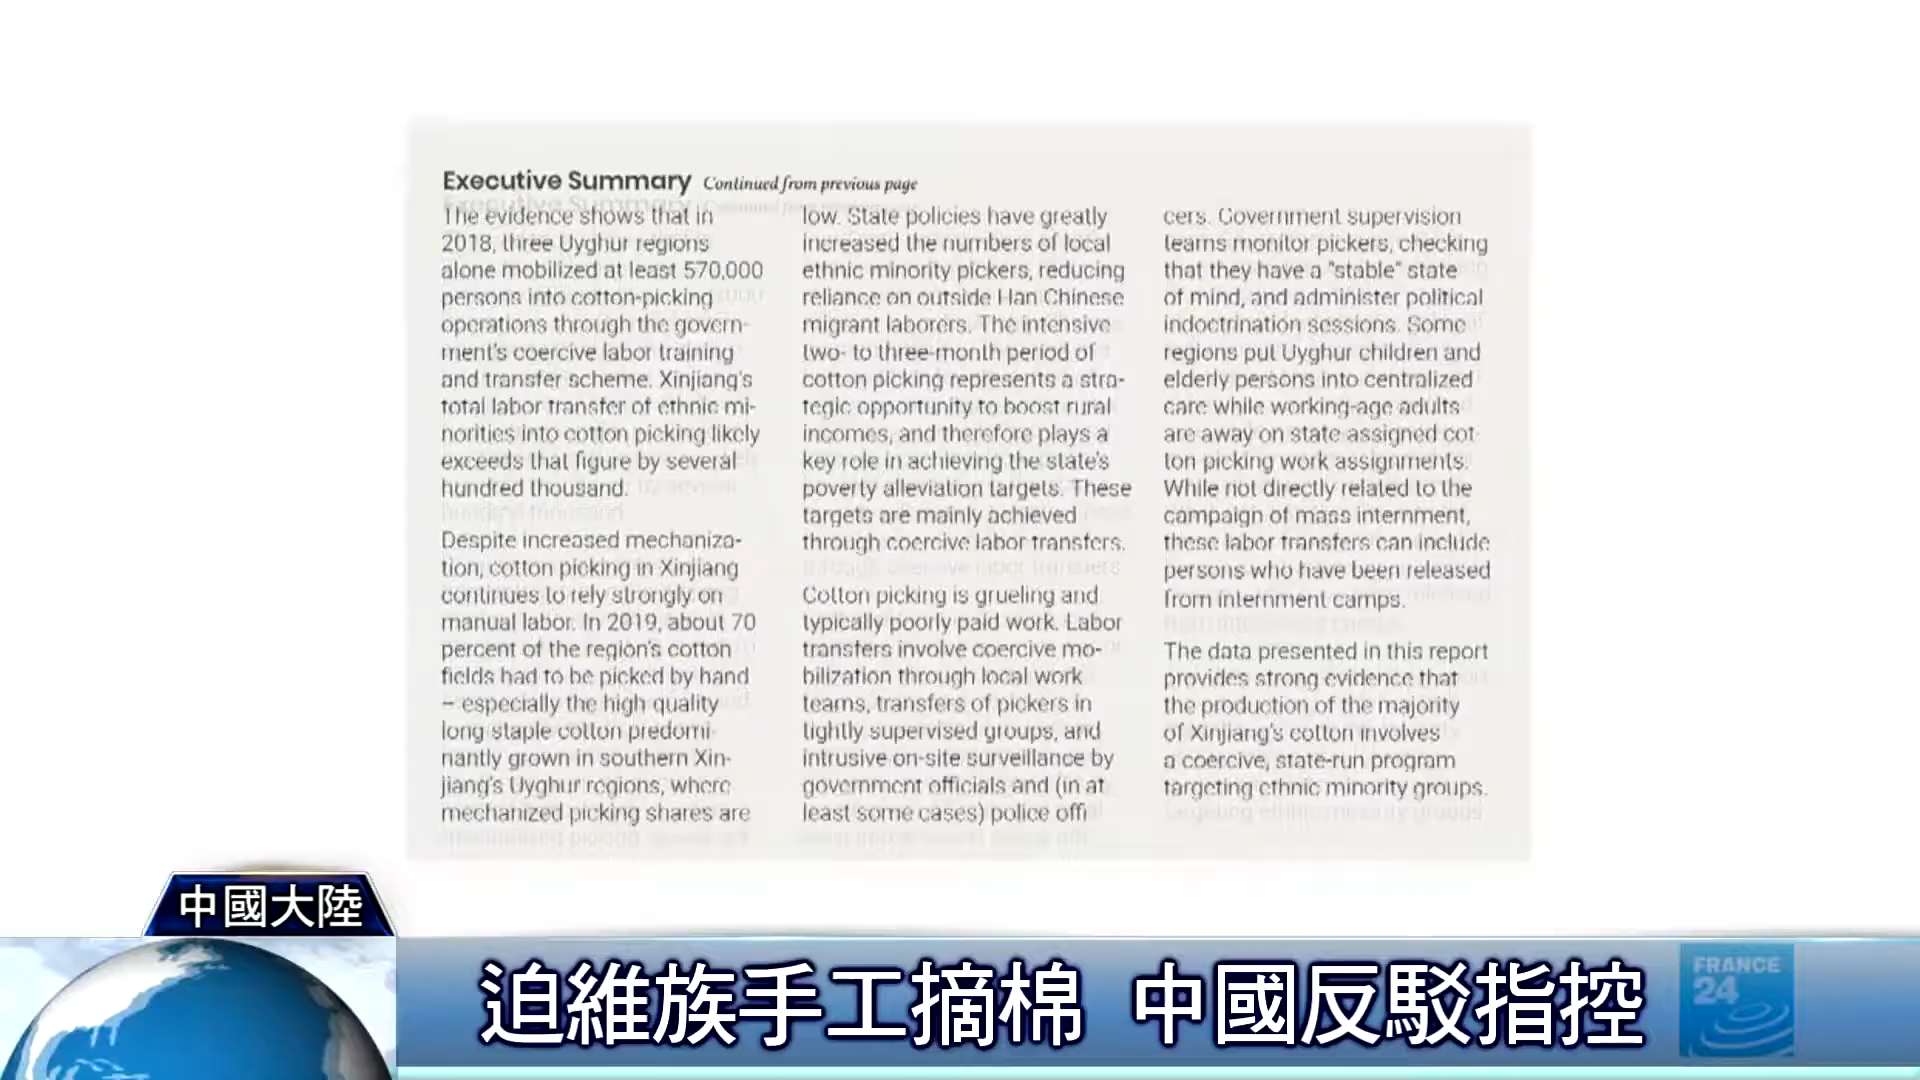 Executive Summary Continued from previous page
The evidence shows that in
2018, three Uyghur regions
alone mobilized at least 570,000
persons into cotton-picking
operations through the govern-
ment's coercive labor training
and transfer scheme. Xinjiang's
total labor transfer of ethnic mi-
norities into cotton picking likely
exceeds that figure by several
hundred thousand.
Despite increased mechaniza-
tion, cotton picking in Xinjiang
continues to rely strongly on
manual labor. In 2019, about 70
percent of the region's cotton
fields had to be picked by hand
– especially the high quality
long staple cotton predomi-
nantly grown in southern Xin-
jiang's Uyghur regions, where
mechanized picking shares are
low. State policies have greatly
increased the numbers of local
ethnic minority pickers, reducing
reliance on outside Han Chinese
migrant laborers. The intensive
two- to three-month period of
cotton picking represents a stra-
tegic opportunity to boost rural
incomes, and therefore plays a
key role in achieving the state's
poverty alleviation targets. These
targets are mainly achieved
through coercive labor transfers.
Cotton picking is grueling and
typically poorly paid work. Labor
transfers involve coercive mo-
bilization through local work
teams, transfers of pickers in
tightly supervised groups, and
intrusive on-site surveillance by
government officials and (in at
least some cases) police offi
cers. Government supervision
teams monitor pickers, checking
that they have a "stable" state
of mind, and administer political
indoctrination sessions. Some
regions put Uyghur children and
elderly persons into centralized
care while working-age adults
are away on state assigned cot
ton picking work assignments.
While not directly related to the
campaign of mass internment,
these labor transfers can include
persons who have been released
from internment camps.
The data presented in this report
provides strong evidence that
the production of the majority
of Xinjiang's cotton involves
a coercive, state-run program
targeting ethnic minority groups.
中國大陸
迫維族手工摘棉 中國反駁指控
FRANCE
24